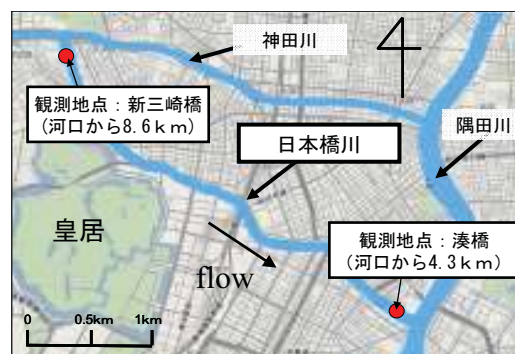 神田川
観測地点：新三崎橋
(河口から8.6ｋｍ)
日本橋川
隅田川
皇居
観測地点：湊橋
(河口から4.3ｋｍ)
flow
0 0.5km 1km